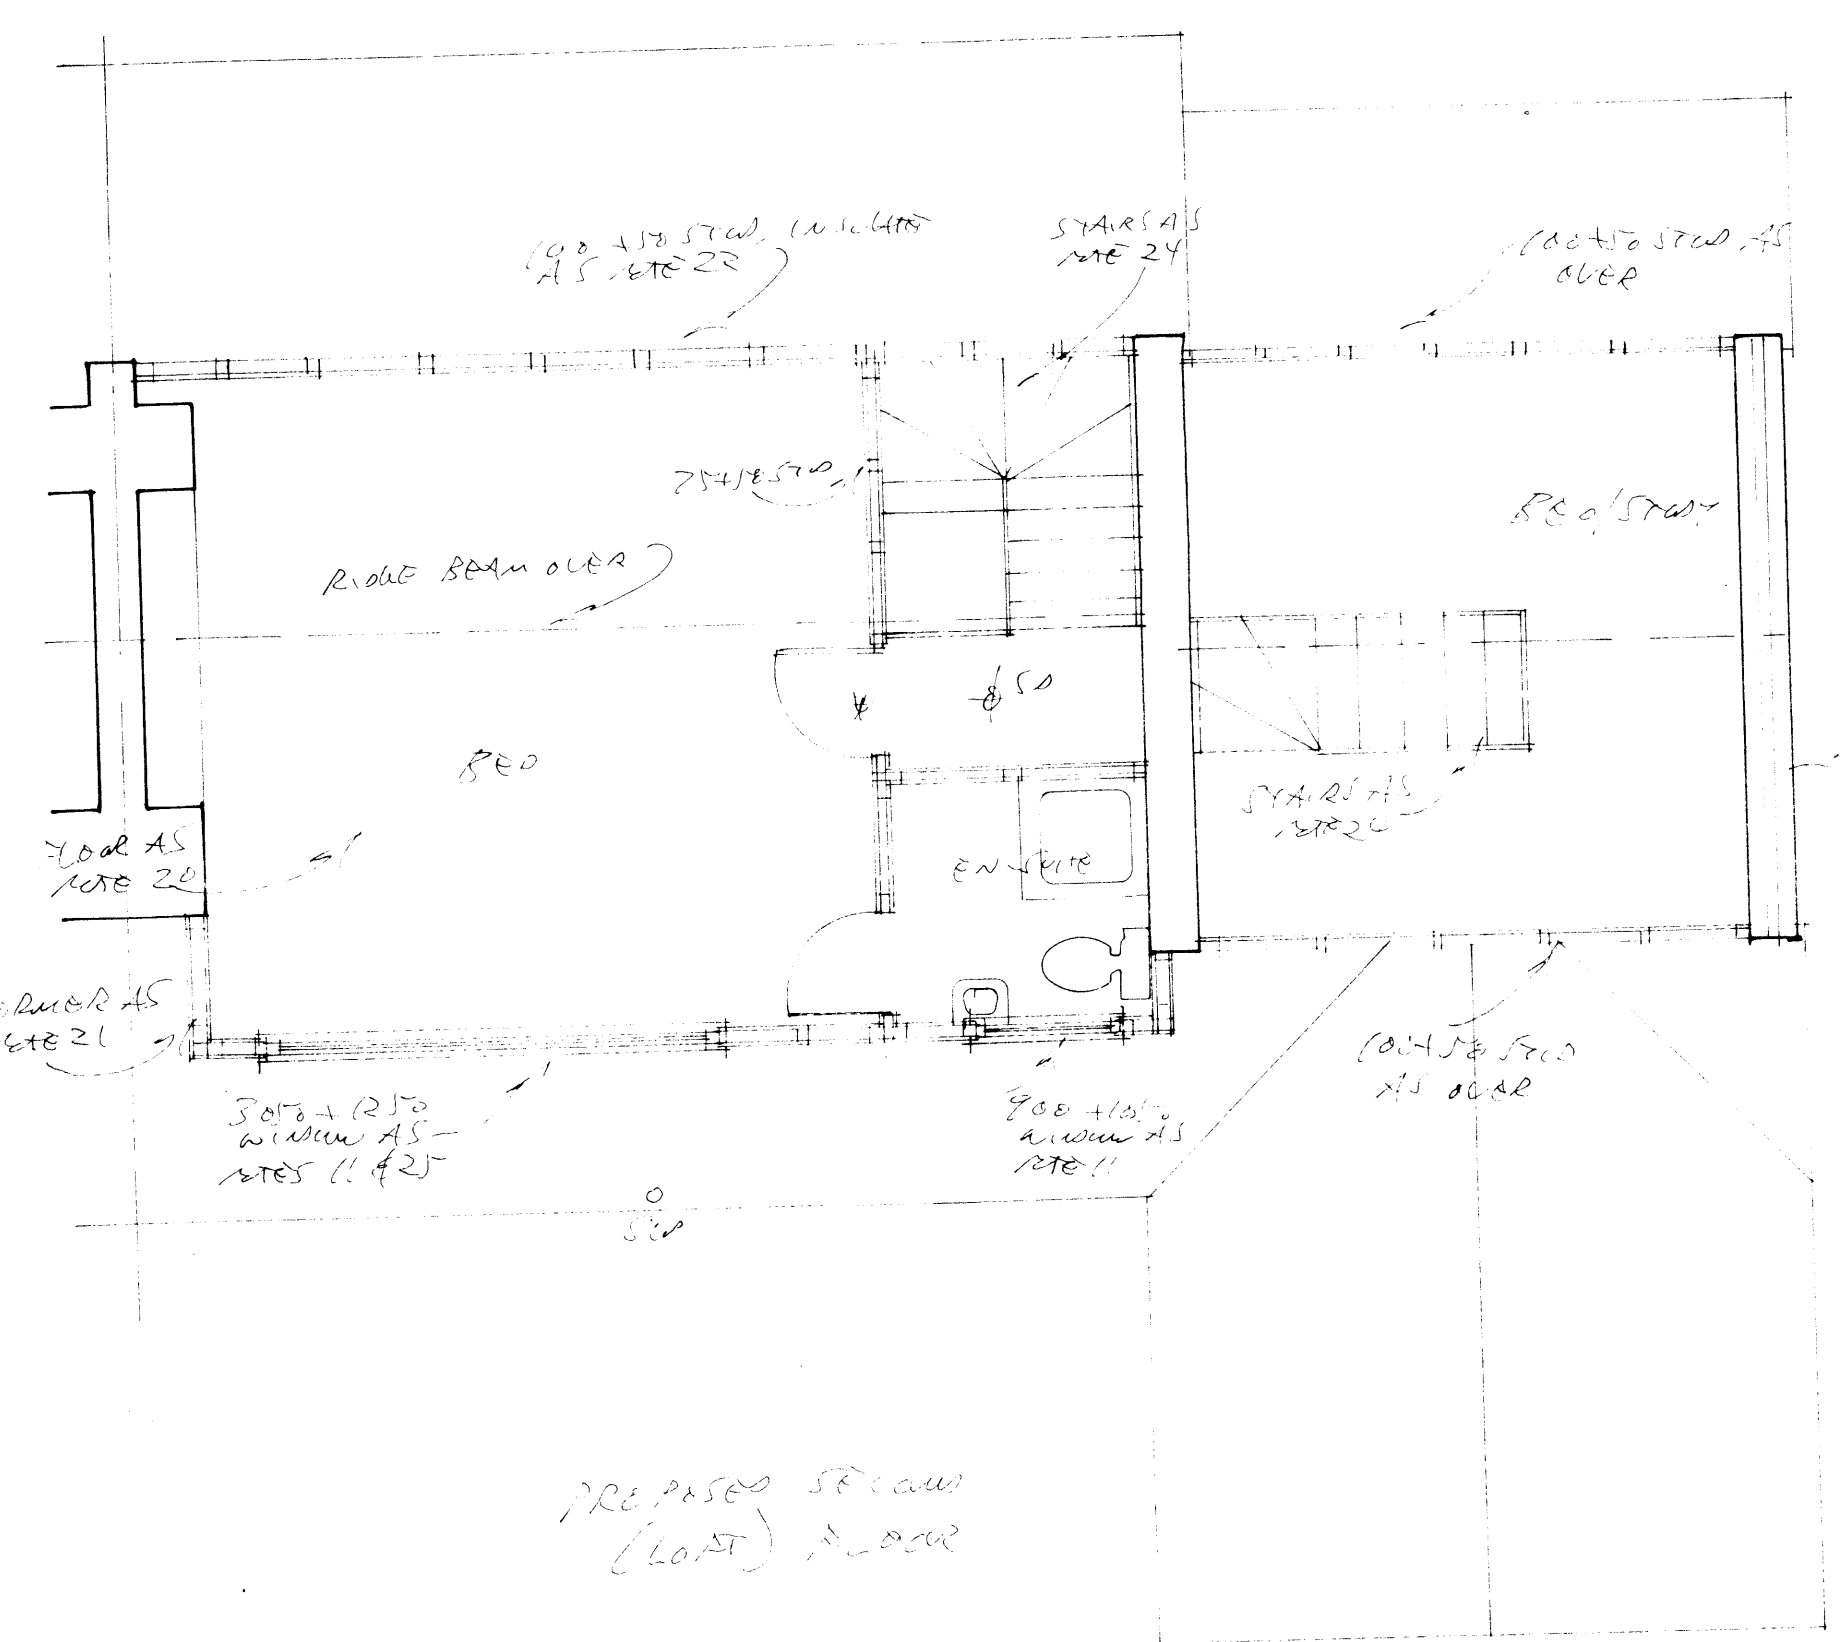 100 + 50 STUD, INSULATE
AS NOTE 22
STAIRS AS
NOTE 24
100 + 50 STUD AS
OVER
75 + 50 STUD
BED/STUDY
RIDGE BEAM OVER
SD
BED
STAIRS AS
NOTE
FLOOR AS
NOTE 20
EN-SUITE
ORMER AS
NOTE 21
100 + 50 STUD
AS OVER
3050 + 1250
WINDOW AS
NOTES 11 & 25
900 + 1050
WINDOW AS
NOTE 11
PROPOSED SECOND
(LOFT) FLOOR